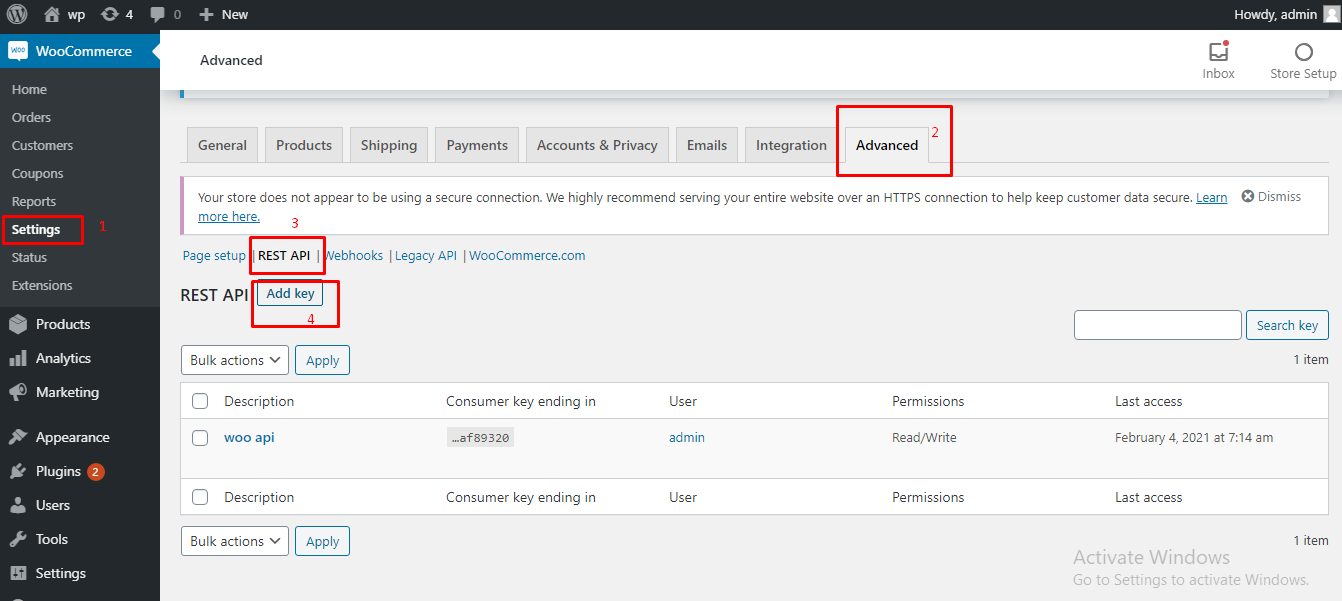 wp 4 0 New Howdy, admin
Woo WooCommerce
Advanced
Inbox Store Setup
Home
Orders
Customers
Coupons
Reports
Settings 1
Status
Extensions
Products
Analytics
Marketing
Appearance
Plugins 2
Users
Tools
Settings
General Products Shipping Payments Accounts & Privacy Emails Integration Advanced 2
Your store does not appear to be using a secure connection. We highly recommend serving your entire website over an HTTPS connection to help keep customer data secure. Learn Dismiss
more here.
3
Page setup | REST API | Webhooks | Legacy API | WooCommerce.com
REST API Add key
4
Search key
Bulk actions Apply 1 item
Description Consumer key ending in User Permissions Last access
woo api …af89320 admin Read/Write February 4, 2021 at 7:14 am
Description Consumer key ending in User Permissions Last access
Bulk actions Apply 1 item
Activate Windows
Go to Settings to activate Windows.